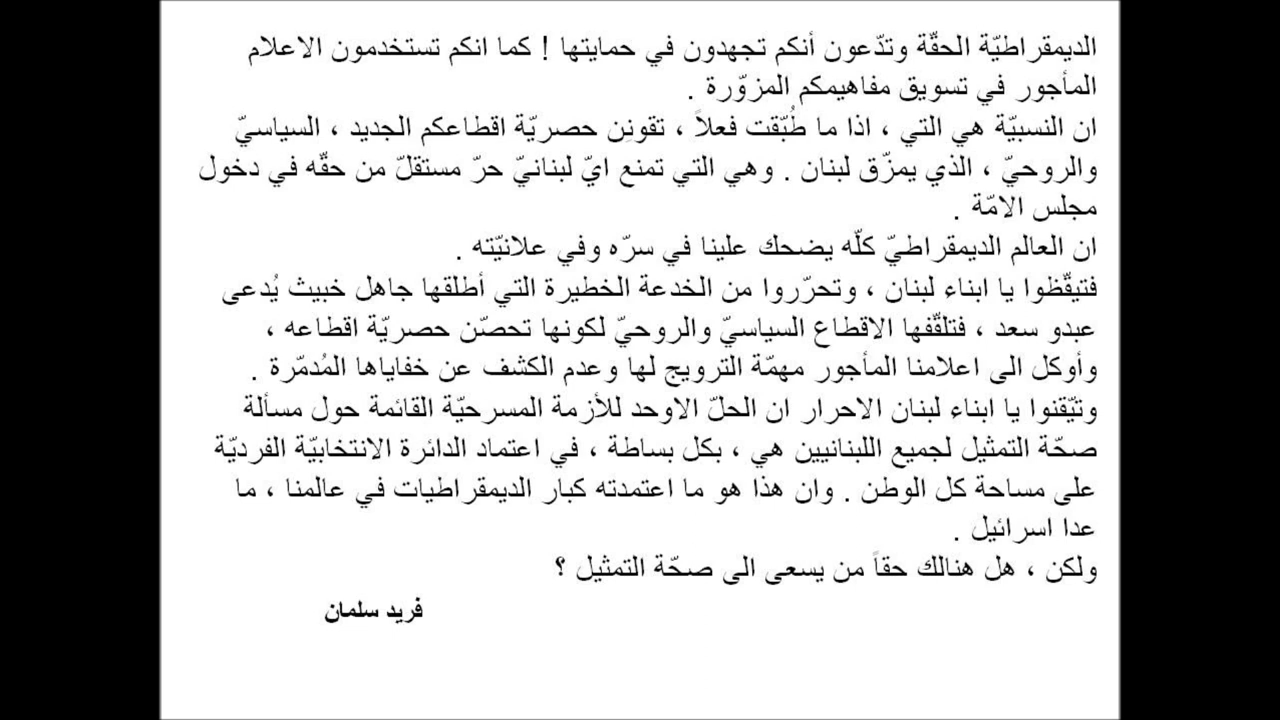 الديمقراطيّة الحقّة وتدّعون أنكم تجهدون في حمايتها ! كما انكم تستخدمون الاعلام
المأجور في تسويق مفاهيمكم المزوّرة .
ان النسبيّة هي التي ، اذا ما طُبّقت فعلاً ، تقونِن حصريّة اقطاعكم الجديد ، السياسيّ
والروحيّ ، الذي يمزّق لبنان . وهي التي تمنع ايّ لبنانيّ حرّ مستقلّ من حقّه في دخول
مجلس الامّة .
ان العالم الديمقراطيّ كلّه يضحك علينا في سرّه وفي علانيّته .
فتيقّظوا يا ابناء لبنان ، وتحرّروا من الخدعة الخطيرة التي أطلقها جاهل خبيث يُدعى
عبدو سعد ، فتلقّفها الاقطاع السياسيّ والروحيّ لكونها تحصّن حصريّة اقطاعه ،
وأوكل الى اعلامنا المأجور مهمّة الترويج لها وعدم الكشف عن خفاياها المُدمّرة .
وتيّقنوا يا ابناء لبنان الاحرار ان الحلّ الاوحد للأزمة المسرحيّة القائمة حول مسألة
صحّة التمثيل لجميع اللبنانيين هي ، بكل بساطة ، في اعتماد الدائرة الانتخابيّة الفرديّة
على مساحة كل الوطن . وان هذا هو ما اعتمدته كبار الديمقراطيات في عالمنا ، ما
عدا اسرائيل .
ولكن ، هل هنالك حقاً من يسعى الى صحّة التمثيل ؟
فريد سلمان